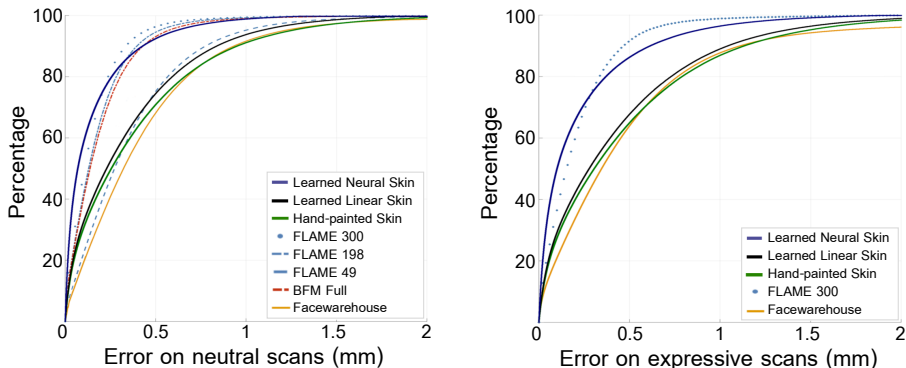 100
80
60
40
20
0
0.5
1
1.5
2
Percentage
Error on neutral scans (mm)
Learned Neural Skin
Learned Linear Skin
Hand-painted Skin
FLAME 300
FLAME 198
FLAME 49
BFM Full
Facewarehouse
100
80
60
40
20
0
0.5
1
1.5
2
Percentage
Error on expressive scans (mm)
Learned Neural Skin
Learned Linear Skin
Hand-painted Skin
FLAME 300
Facewarehouse